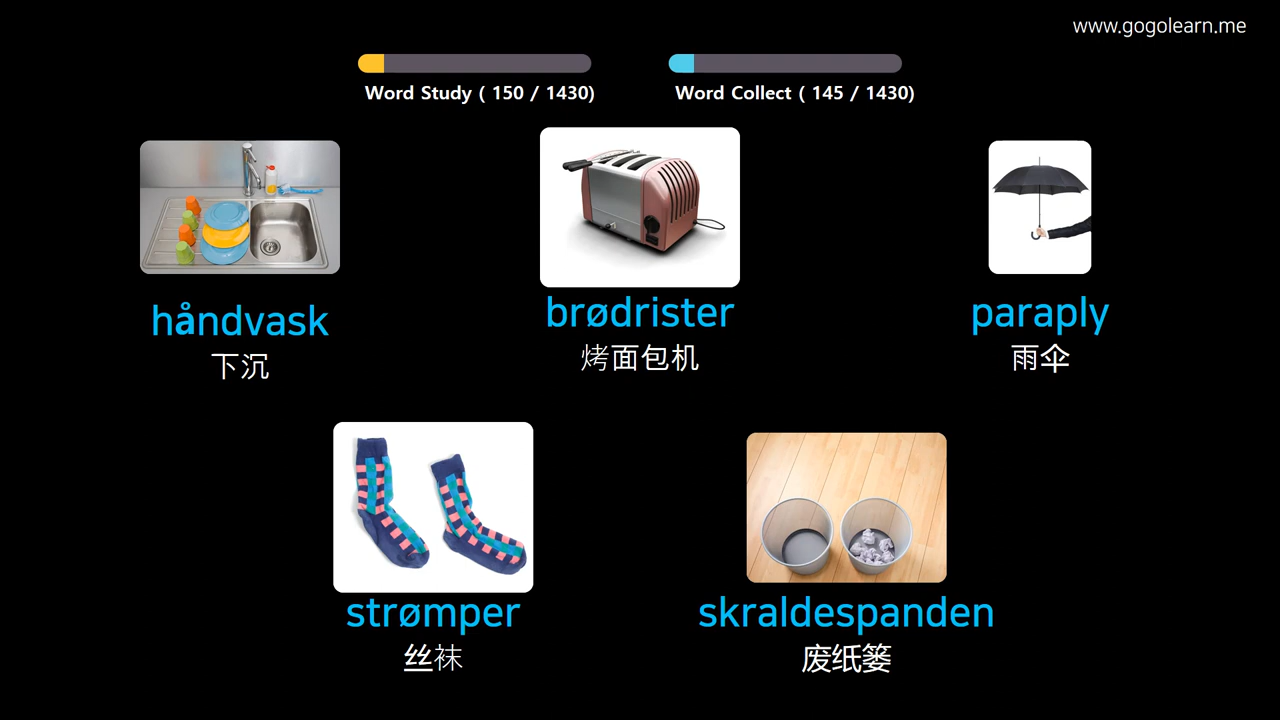 www.gogolearn.me
Word Study ( 150 / 1430)
Word Collect ( 145 / 1430)
håndvask
下沉
brødrister
烤面包机
paraply
雨伞
strømper
丝袜
skraldespanden
废纸篓